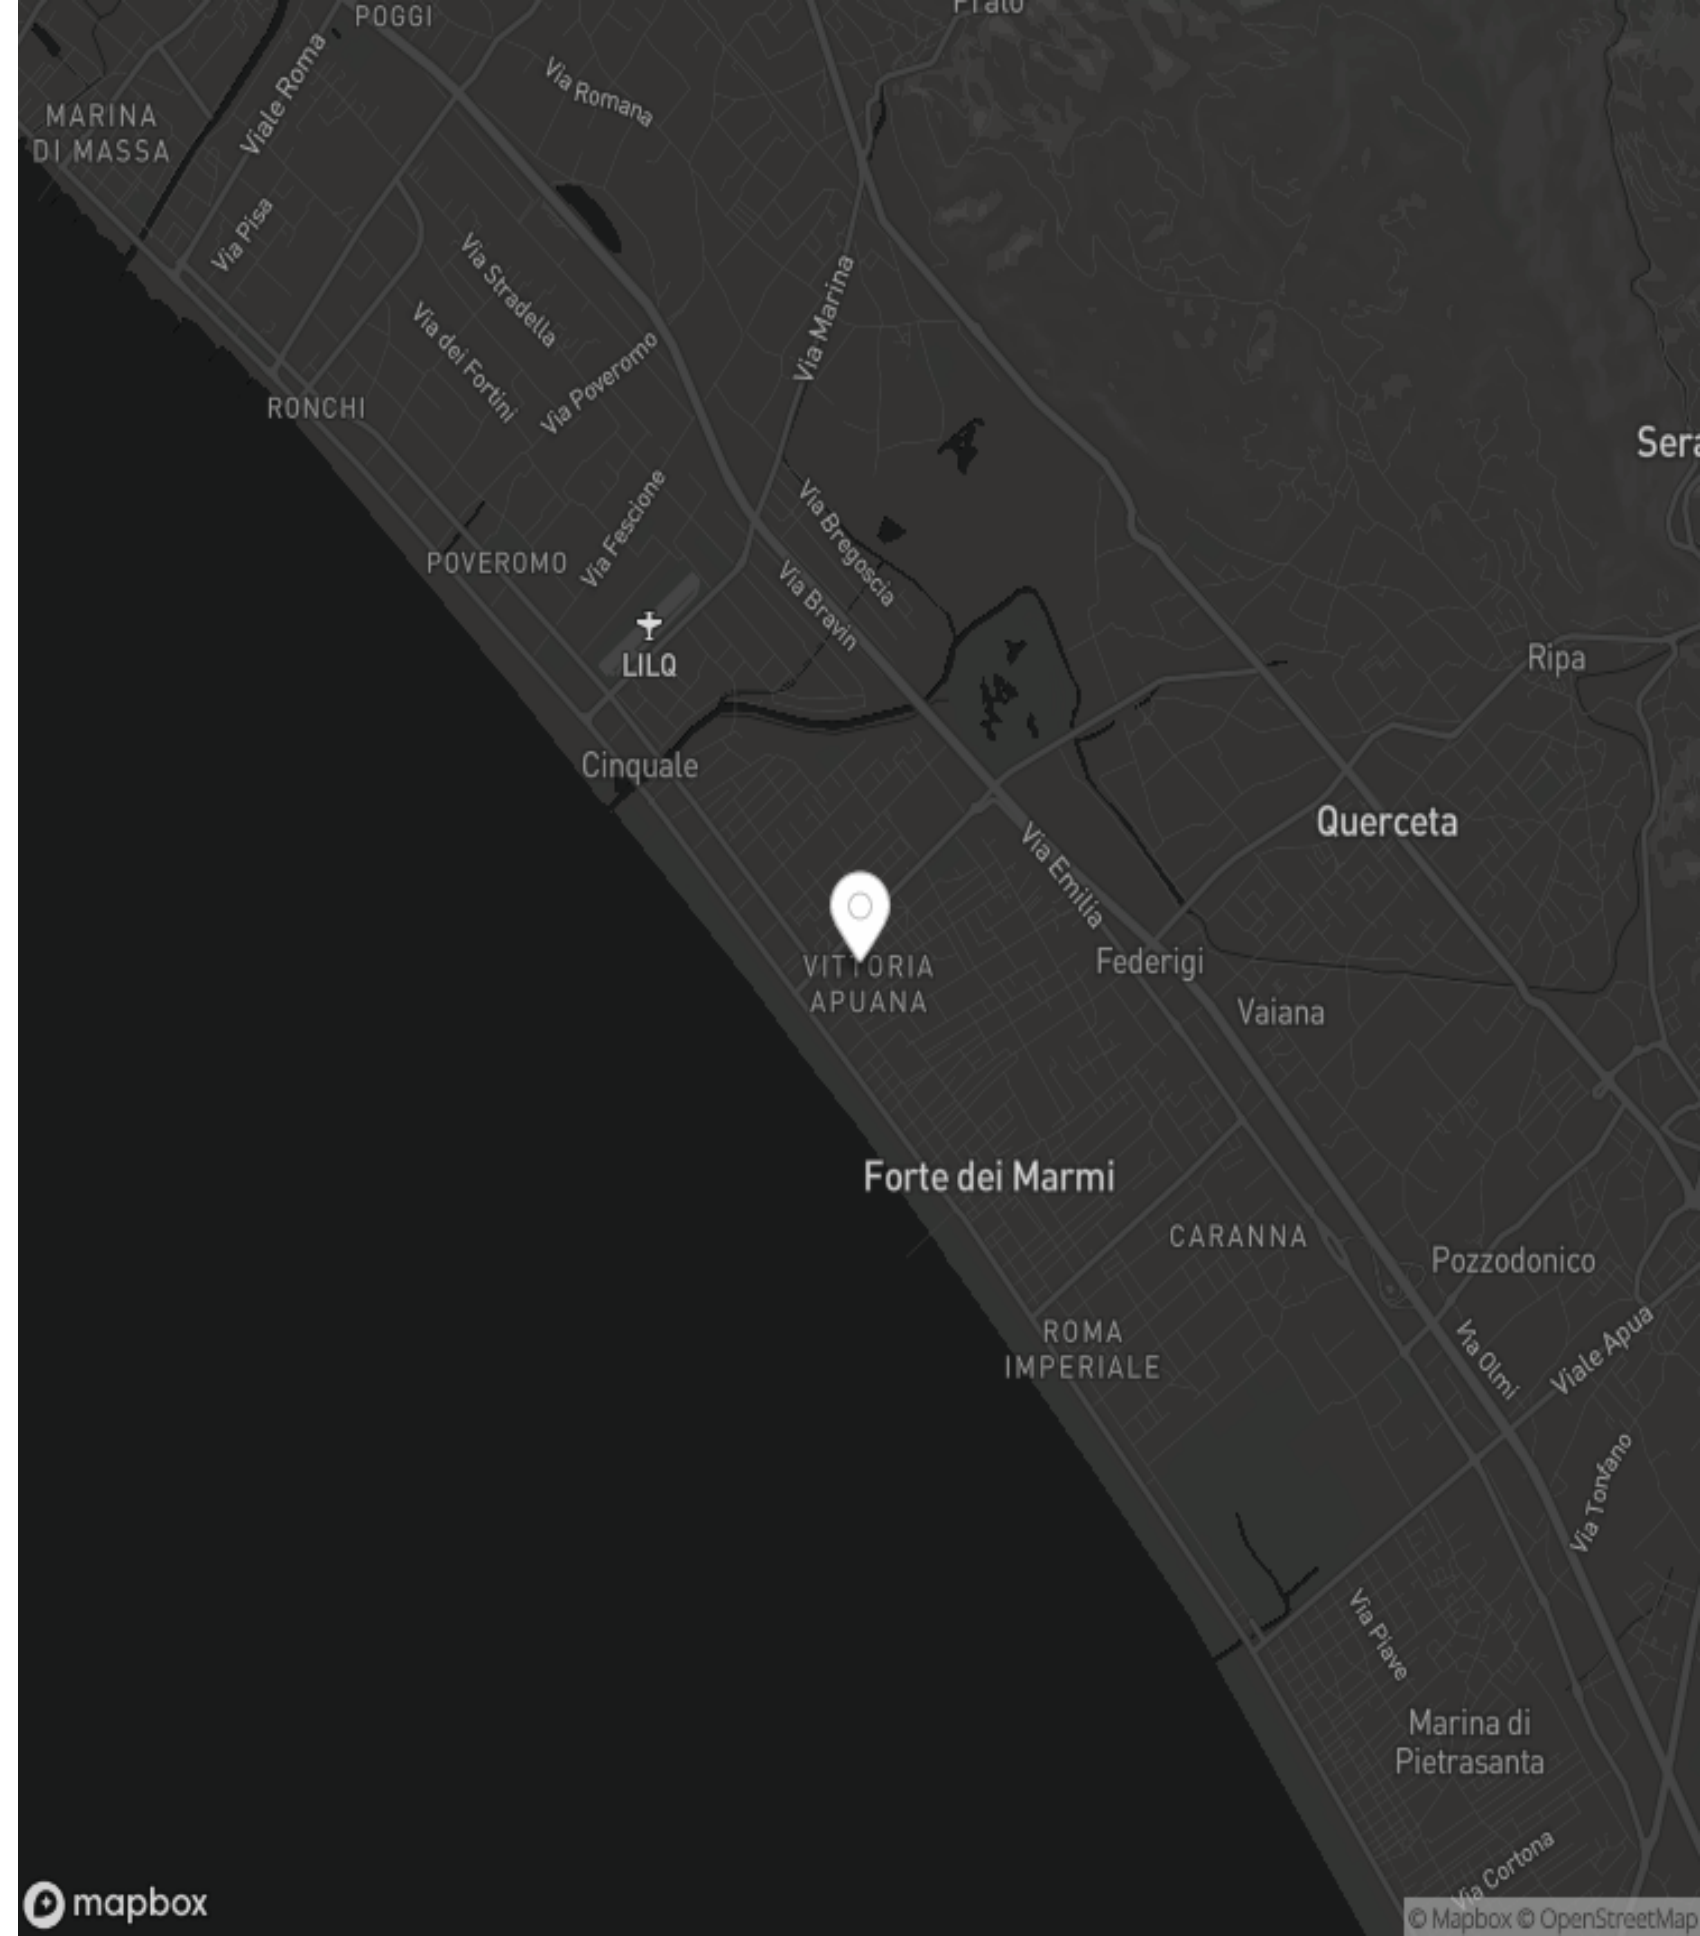 POGGI
MARINA
DI MASSA
Viale Roma
Via Romana
Via Pisa
Via Stradella
Via Marina
Via dei Fortini
Via Poveromo
RONCHI
Via Fescione
Via Bregoscia
POVEROMO
Via Bravin
LILQ
Ripa
Cinquale
Querceta
Via Emilia
VITTORIA
APUANA
Federigi
Vaiana
Forte dei Marmi
CARANNA
Pozzodonico
ROMA
IMPERIALE
Via Olmi
Viale Apua
Via Tonfano
Via Piave
Marina di
Pietrasanta
Via Cortona
mapbox
© Mapbox © OpenStreetMap